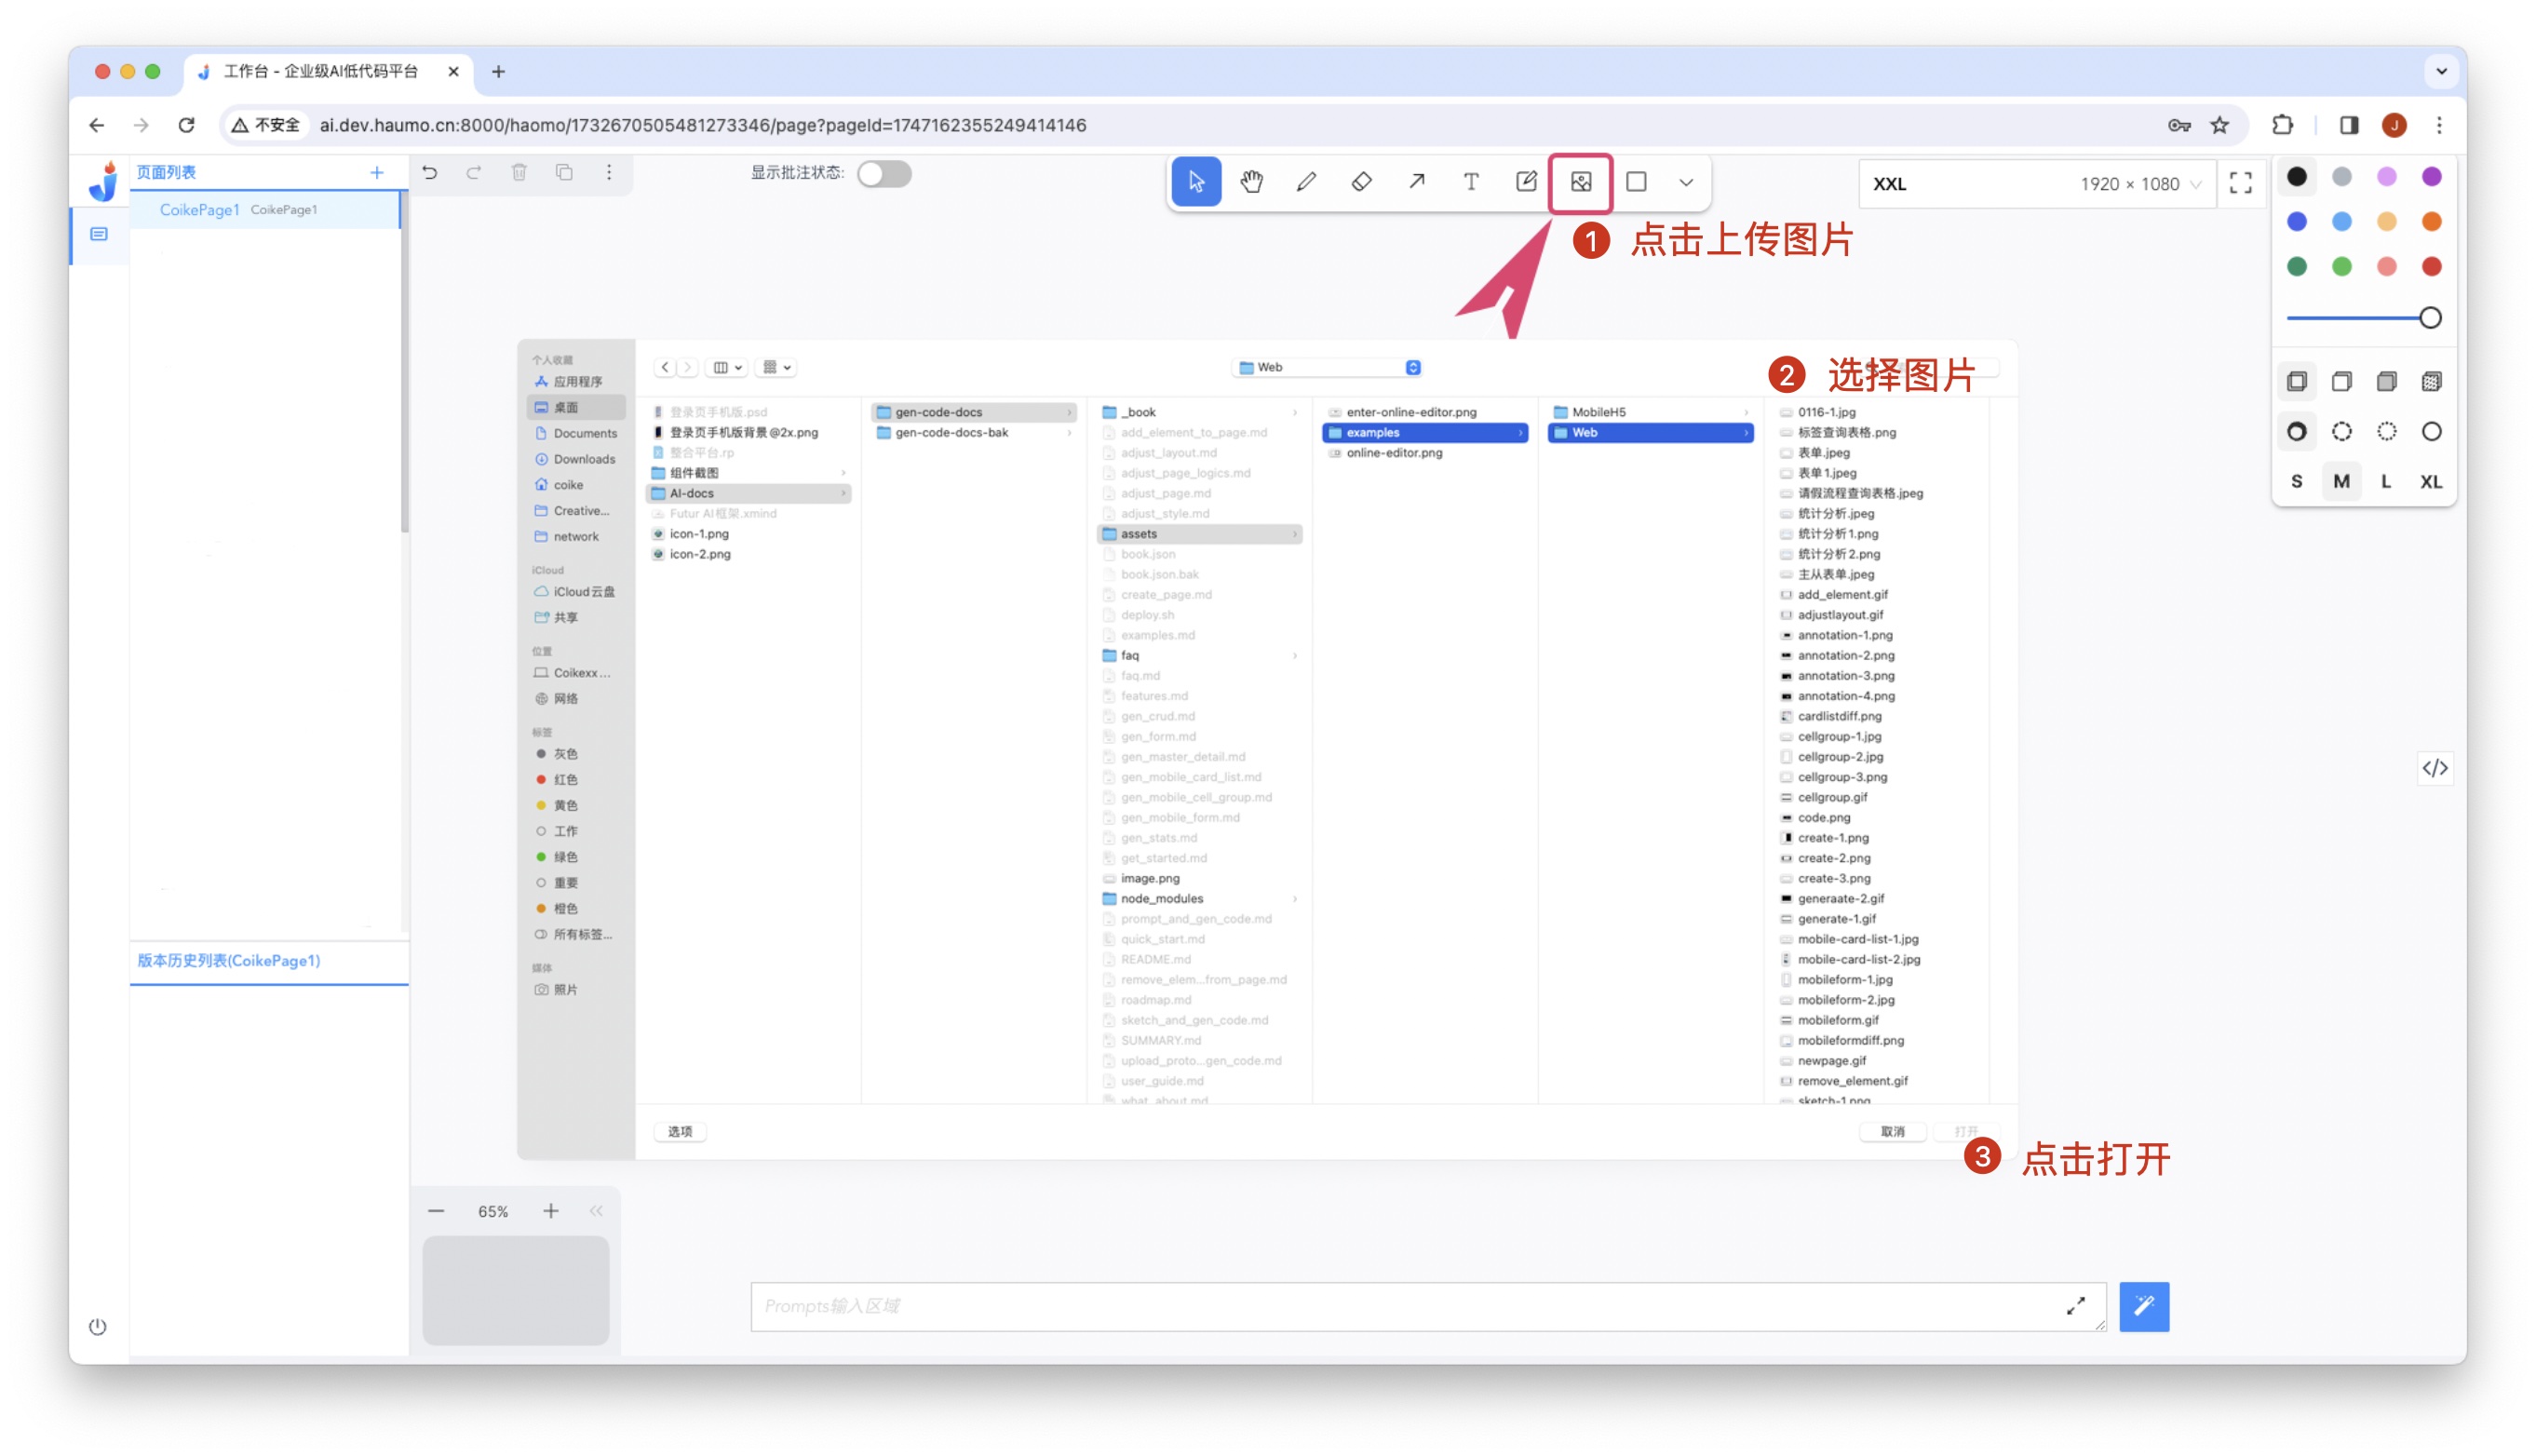 工作台 - 企业级AI低代码平台
不安全
ai.dev.haumo.cn:8000/haomo/1732670505481273346/page?pageId=1747162355249414146
J
页面列表
CoikePage1 CoikePage1
显示批注状态:
T
XXL
1920 × 1080
1 点击上传图片
S M L XL
个人收藏
应用程序
桌面
Documents
Downloads
coike
Creative...
network
iCloud
iCloud云盘
共享
位置
Coikexx ...
网络
标签
灰色
红色
黄色
工作
绿色
重要
橙色
所有标签...
媒体
照片
Web
2 选择图片
登录页手机版.psd
登录页手机版背景@2x.png
整合平台.rp
组件截图
AI-docs
Futur AI框架.xmind
icon-1.png
icon-2.png
gen-code-docs
gen-code-docs-bak
_book
add_element_to_page.md
adjust_layout.md
adjust_page_logics.md
adjust_page.md
adjust_style.md
assets
book.json
book.json.bak
create_page.md
deploy.sh
examples.md
faq
faq.md
features.md
gen_crud.md
gen_form.md
gen_master_detail.md
gen_mobile_card_list.md
gen_mobile_cell_group.md
gen_mobile_form.md
gen_stats.md
get_started.md
image.png
node_modules
prompt_and_gen_code.md
quick_start.md
README.md
remove_elem...from_page.md
roadmap.md
sketch_and_gen_code.md
SUMMARY.md
upload_proto...gen_code.md
user_guide.md
what_about.md
enter-online-editor.png
examples
online-editor.png
MobileH5
Web
0116-1.jpg
标签查询表格.png
表单.jpeg
表单1.jpeg
请假流程查询表格.jpeg
统计分析.jpeg
统计分析1.png
统计分析2.png
主从表单.jpeg
add_element.gif
adjustlayout.gif
annotation-1.png
annotation-2.png
annotation-3.png
annotation-4.png
cardlistdiff.png
cellgroup-1.jpg
cellgroup-2.jpg
cellgroup-3.png
cellgroup.gif
code.png
create-1.png
create-2.png
create-3.png
generaate-2.gif
generate-1.gif
mobile-card-list-1.jpg
mobile-card-list-2.jpg
mobileform-1.jpg
mobileform-2.jpg
mobileform.gif
mobileformdiff.png
newpage.gif
remove_element.gif
sketch-1.png
选项
取消
打开
3 点击打开
版本历史列表(CoikePage1)
65%
Prompts输入区域